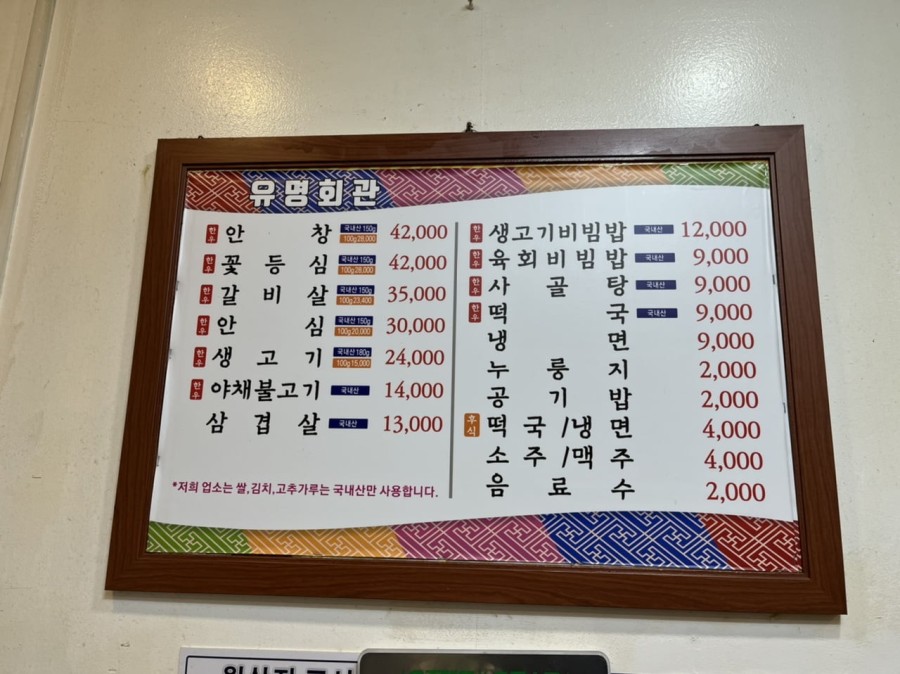 유명회관
한우 안창 국내산 150g 100g 28,000 42,000
한우 꽃등심 국내산 150g 100g 28,000 42,000
한우 갈비살 국내산 150g 100g 23,400 35,000
한우 안심 국내산 150g 100g 20,000 30,000
한우 생고기 국내산 180g 100g 15,000 24,000
한우 야채불고기 국내산 14,000
삼겹살 국내산 13,000
*저희 업소는 쌀,김치,고추가루는 국내산만 사용합니다.
한우 생고기비빔밥 국내산 12,000
한우 육회비빔밥 국내산 9,000
한우 사골탕 국내산 9,000
한우 떡국 국내산 9,000
냉면 9,000
누룽지 2,000
공기밥 2,000
후식 떡국/냉면 4,000
소주/맥주 4,000
음료수 2,000